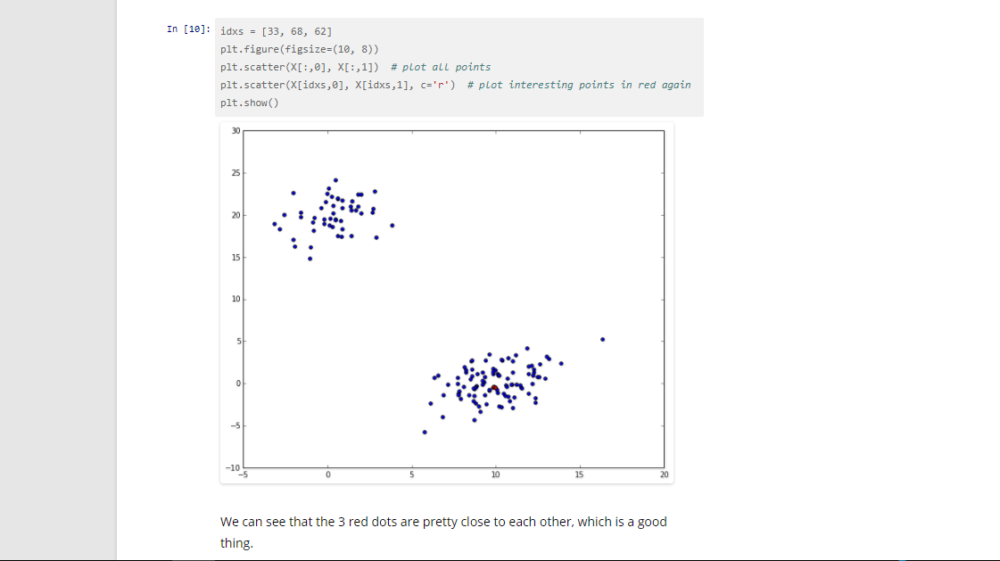 In [10]: idxs = [33, 68, 62]
plt.figure(figsize=(10, 8))
plt.scatter(X[:,0], X[:,1])  # plot all points
plt.scatter(X[idxs,0], X[idxs,1], c='r')  # plot interesting points in red again
plt.show()
30
25
20
15
10
5
0
−5
−10
−5 0 5 10 15 20
We can see that the 3 red dots are pretty close to each other, which is a good
thing.